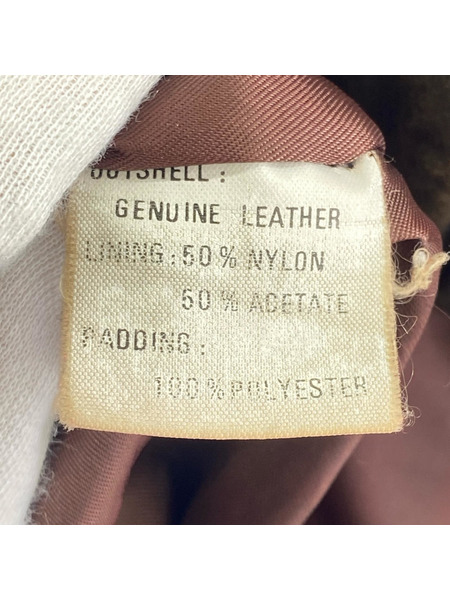 OUTSHELL:
GENUINE LEATHER
LINING: 50% NYLON
50% ACETATE
PADDING:
100% POLYESTER